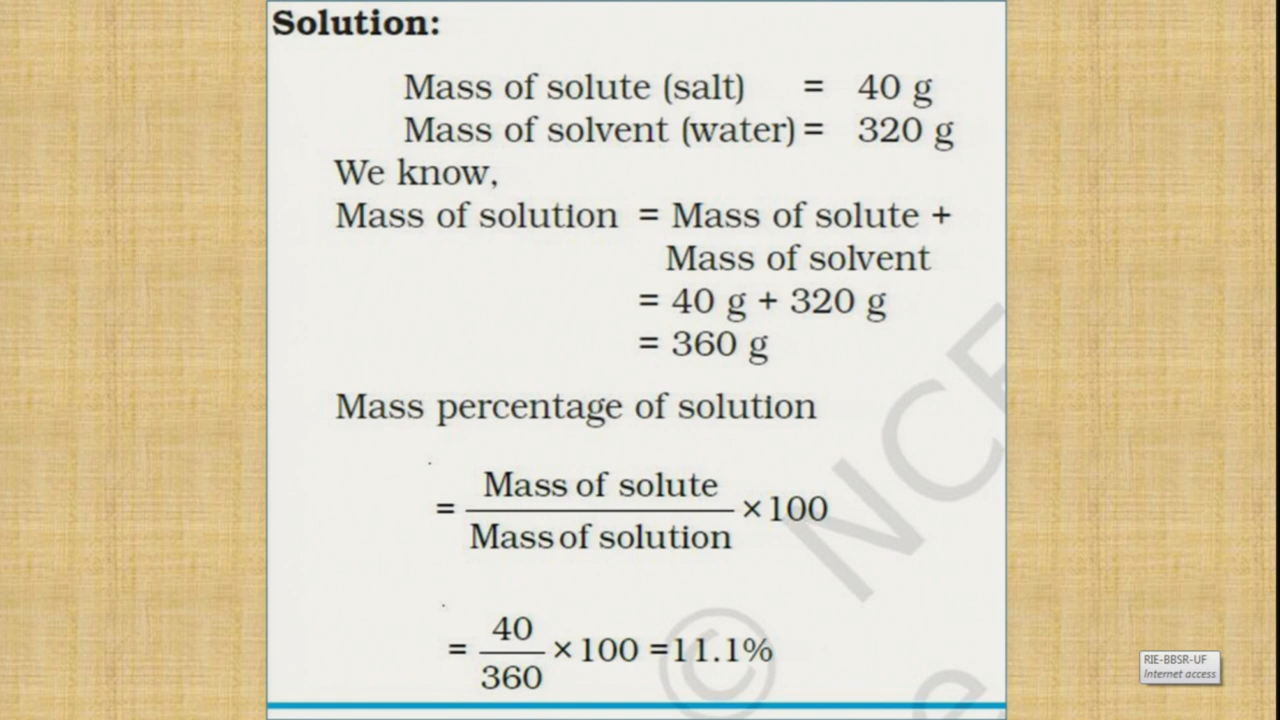 Solution:
Mass of solute (salt) = 40 g
Mass of solvent (water) = 320 g
We know,
Mass of solution = Mass of solute +
Mass of solvent
= 40 g + 320 g
= 360 g
Mass percentage of solution
= Mass of solute / Mass of solution × 100
= 40 / 360 × 100 = 11.1%
© NCE
RIE-BBSR-UF
Internet access